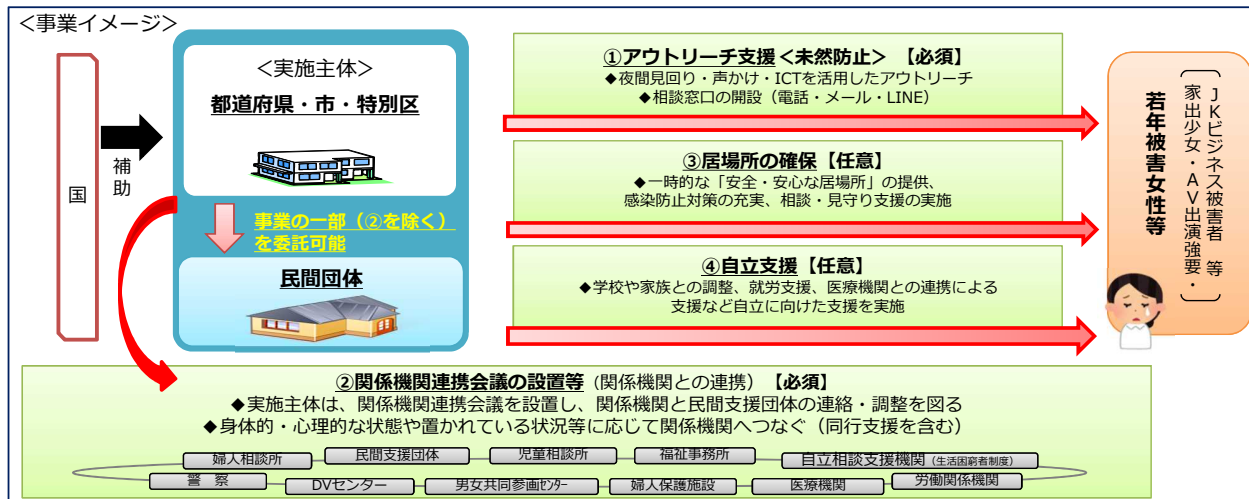 ＜事業イメージ＞
国
補助
＜実施主体＞
都道府県・市・特別区
事業の一部（②を除く）
を委託可能
民間団体
①アウトリーチ支援＜未然防止＞ 【必須】
◆夜間見回り・声かけ・ICTを活用したアウトリーチ
◆相談窓口の開設（電話・メール・LINE）
③居場所の確保【任意】
◆一時的な「安全・安心な居場所」の提供、
感染防止対策の充実、相談・見守り支援の実施
④自立支援【任意】
◆学校や家族との調整、就労支援、医療機関との連携による
支援など自立に向けた支援を実施
若年被害女性等
〔JKビジネス被害者 等
家出少女・AV出演強要・〕
②関係機関連携会議の設置等（関係機関との連携）【必須】
◆実施主体は、関係機関連携会議を設置し、関係機関と民間支援団体の連絡・調整を図る
◆身体的・心理的な状態や置かれている状況等に応じて関係機関へつなぐ（同行支援を含む）
婦人相談所
民間支援団体
児童相談所
福祉事務所
自立相談支援機関（生活困窮者制度）
警 察
DVセンター
男女共同参画センター
婦人保護施設
医療機関
労働関係機関